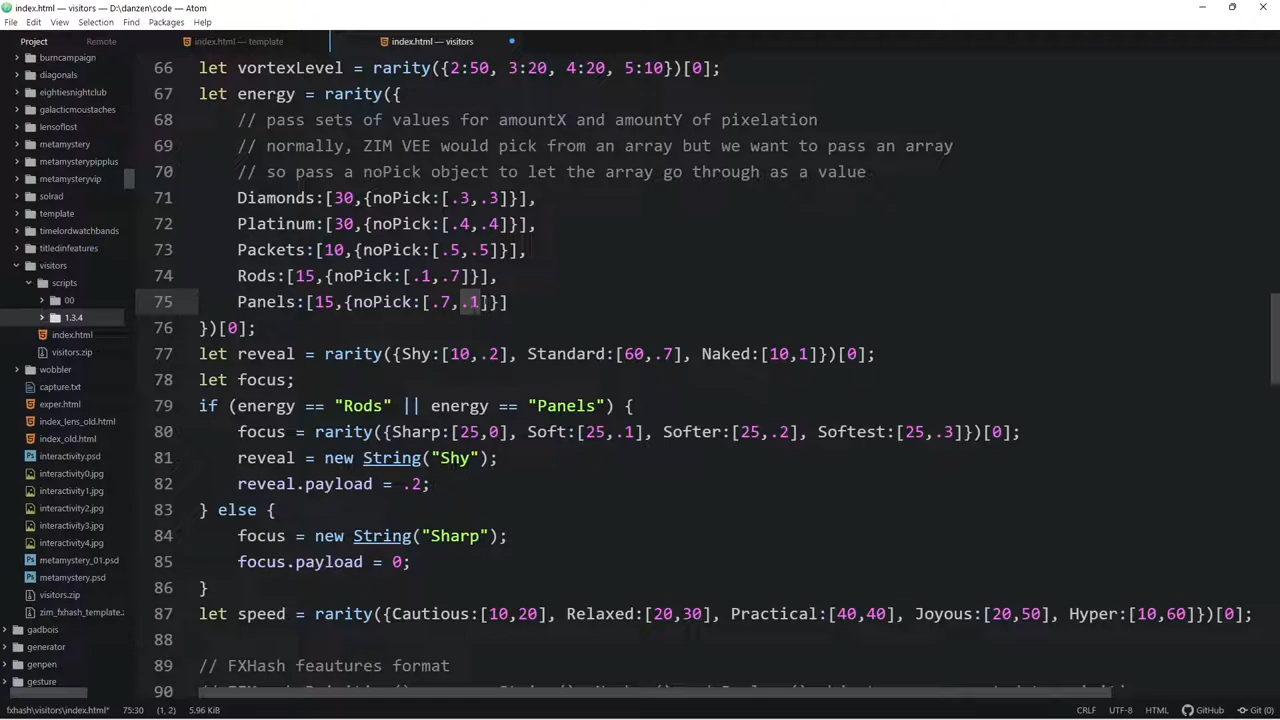 index.html — visitors — D:\danzen\code — Atom
File Edit View Selection Find Packages Help
Project Remote index.html — template index.html — visitors
burncampaign
diagonals
eightiesnightclub
galacticmoustaches
lensoflost
metamystery
metamysterypipplus
metamysteryvip
solrad
template
timelordwatchbands
titledinfeatures
visitors
scripts
00
1.3.4
index.html
visitors.zip
wobbler
capture.txt
exper.html
index_lens_old.html
index_old.html
interactivity.psd
interactivity0.jpg
interactivity1.jpg
interactivity2.jpg
interactivity3.jpg
interactivity4.jpg
metamystery_01.psd
metamystery.psd
visitors.zip
zim_fxhash_template.
gadbois
generator
genpen
gesture
66 let vortexLevel = rarity({2:50, 3:20, 4:20, 5:10})[0];
67 let energy = rarity({
68 // pass sets of values for amountX and amountY of pixelation
69 // normally, ZIM VEE would pick from an array but we want to pass an array
70 // so pass a noPick object to let the array go through as a value
71 Diamonds:[30,{noPick:[.3,.3]}],
72 Platinum:[30,{noPick:[.4,.4]}],
73 Packets:[10,{noPick:[.5,.5]}],
74 Rods:[15,{noPick:[.1,.7]}],
75 Panels:[15,{noPick:[.7,.1]}]
76 })[0];
77 let reveal = rarity({Shy:[10,.2], Standard:[60,.7], Naked:[10,1]})[0];
78 let focus;
79 if (energy == "Rods" || energy == "Panels") {
80 focus = rarity({Sharp:[25,0], Soft:[25,.1], Softer:[25,.2], Softest:[25,.3]})[0];
81 reveal = new String("Shy");
82 reveal.payload = .2;
83 } else {
84 focus = new String("Sharp");
85 focus.payload = 0;
86 }
87 let speed = rarity({Cautious:[10,20], Relaxed:[20,30], Practical:[40,40], Joyous:[20,50], Hyper:[10,60]})[0];
88
89 // FXHash feautures format
90
fxhash\visitors\index.html* 75:30 (1, 2) 5.96 KiB CRLF UTF-8 HTML GitHub Git (0)